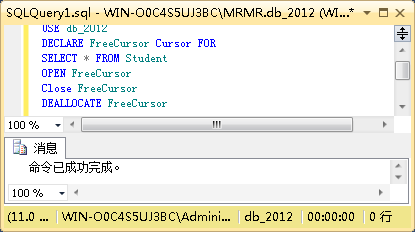 SQLQuery1.sql - WIN-O0C4S5UJ3BC\MRMR.db_2012 (WI...*
USE db_2012
DECLARE FreeCursor Cursor FOR
SELECT * FROM Student
OPEN FreeCursor
Close FreeCursor
DEALLOCATE FreeCursor
100 %
消息
命令已成功完成。
100 %
(11.0 ... WIN-O0C4S5UJ3BC\Admini... db_2012 00:00:00 0 行